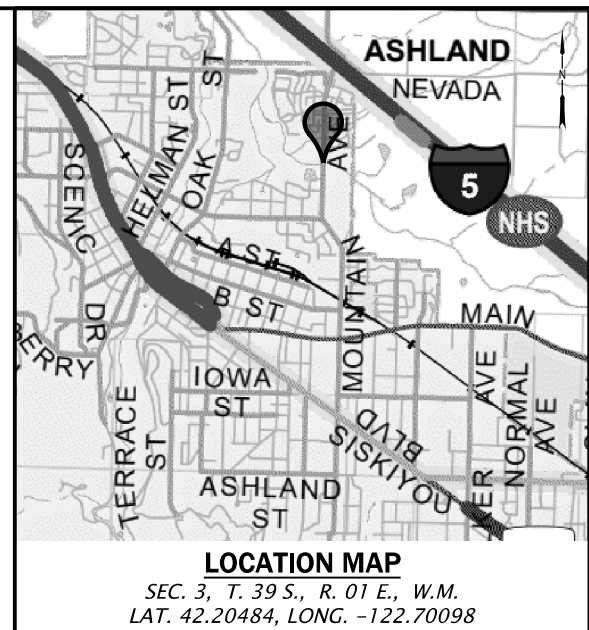 ASHLAND
NEVADA
N
5
NHS
SCENIC
DR
HELMAN ST
OAK
ST
AVE
MOUNTAIN
A ST
B ST
MAIN
BERRY
IOWA
ST
TERRACE
ST
ASHLAND
ST
SISKIYOU
BLVD
AVE
NORMAL
AVE
LOCATION MAP
SEC. 3, T. 39 S., R. 01 E., W.M.
LAT. 42.20484, LONG. -122.70098